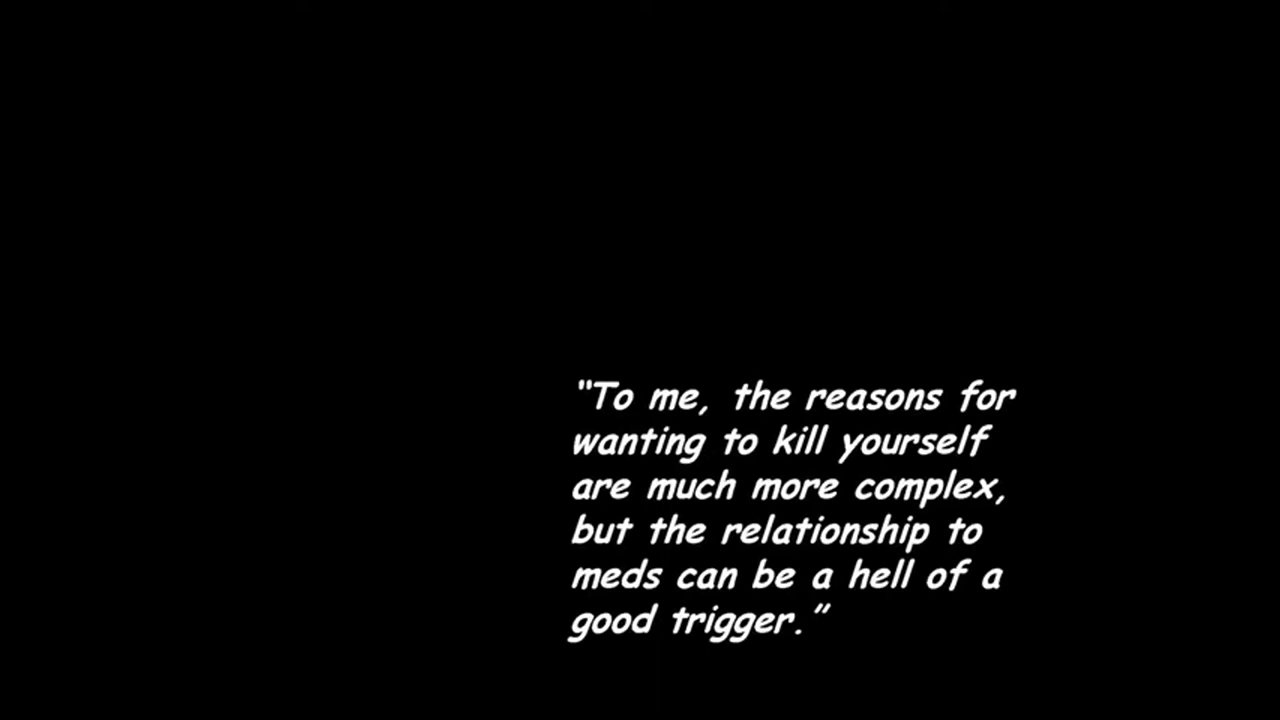 "To me, the reasons for
wanting to kill yourself
are much more complex,
but the relationship to
meds can be a hell of a
good trigger.”